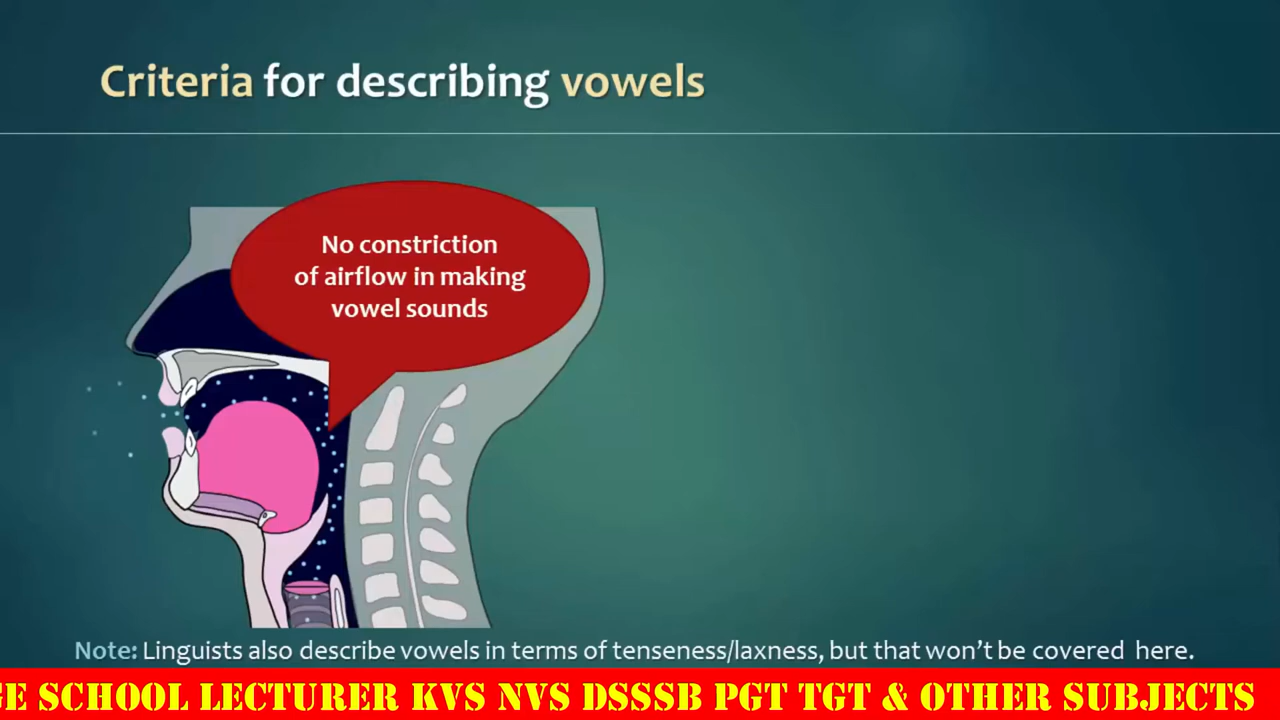 Criteria for describing vowels
No constriction
of airflow in making
vowel sounds
Note: Linguists also describe vowels in terms of tenseness/laxness, but that won't be covered here.
GE SCHOOL LECTURER KVS NVS DSSSB PGT TGT & OTHER SUBJECTS